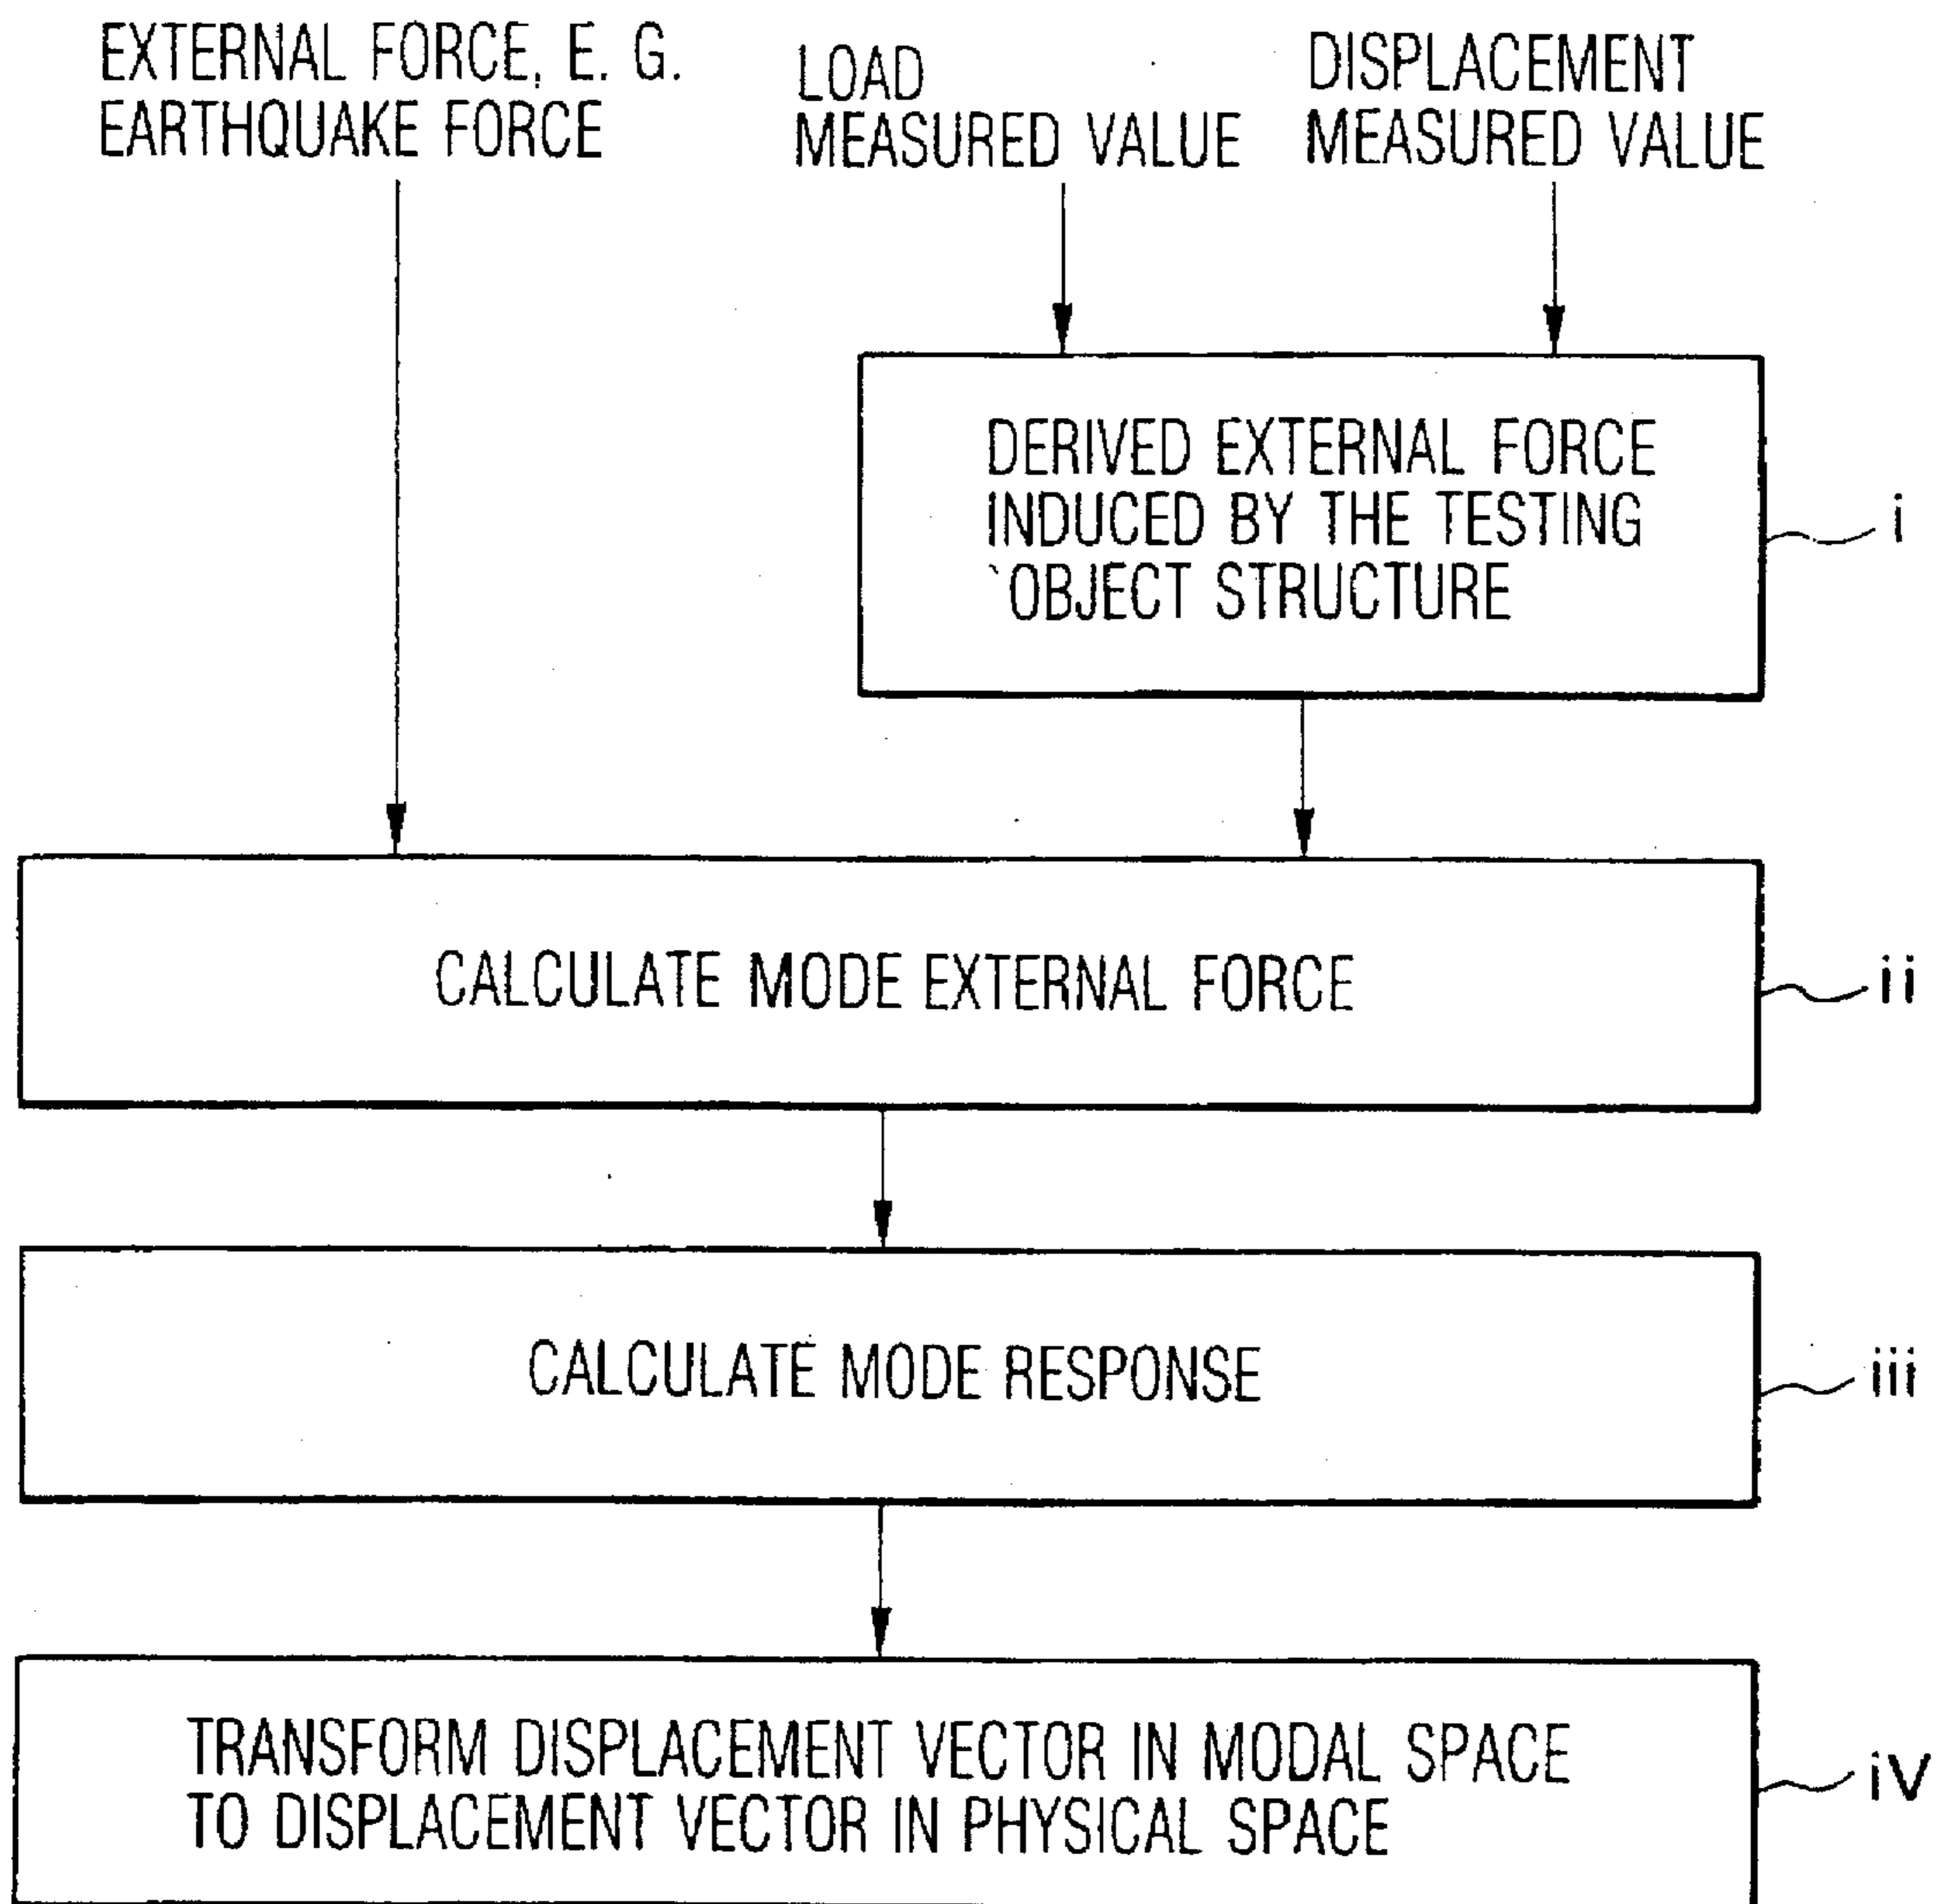 EXTERNAL FORCE, E. G.
EARTHQUAKE FORCE
LOAD
MEASURED VALUE
DISPLACEMENT
MEASURED VALUE
DERIVED EXTERNAL FORCE
INDUCED BY THE TESTING
OBJECT STRUCTURE
i
CALCULATE MODE EXTERNAL FORCE
ii
CALCULATE MODE RESPONSE
iii
TRANSFORM DISPLACEMENT VECTOR IN MODAL SPACE
TO DISPLACEMENT VECTOR IN PHYSICAL SPACE
iv